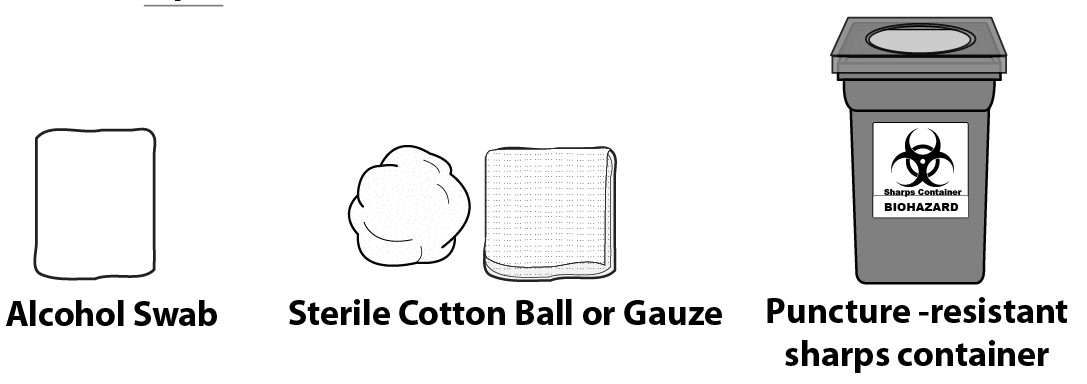 Sharps Container
BIOHAZARD
Alcohol Swab
Sterile Cotton Ball or Gauze
Puncture -resistant
sharps container